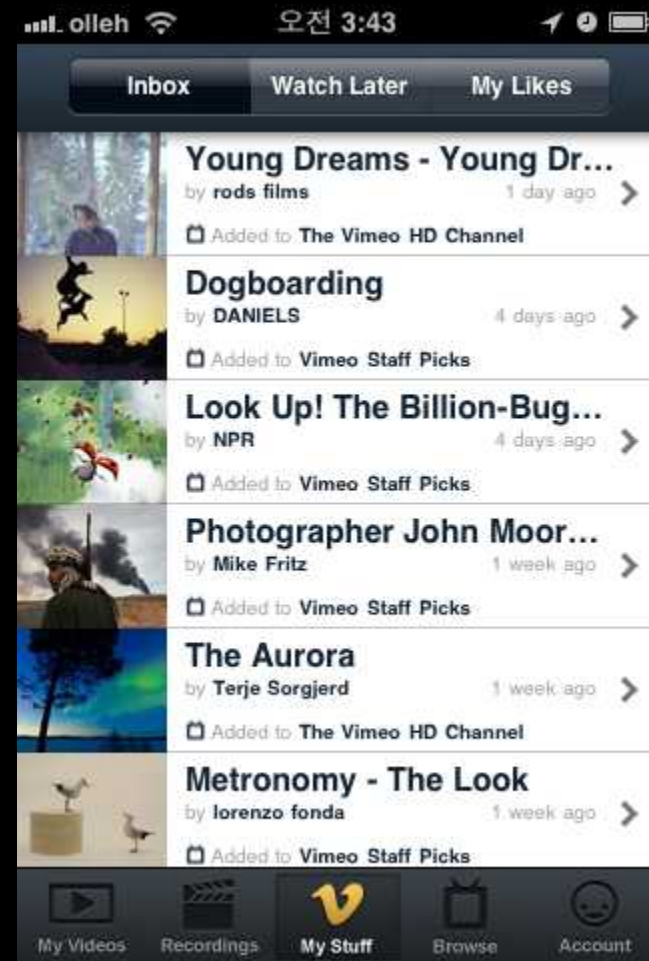 olleh 오전 3:43
Inbox Watch Later My Likes
Young Dreams - Young Dr...
by rods films 1 day ago
Added to The Vimeo HD Channel
Dogboarding
by DANIELS 4 days ago
Added to Vimeo Staff Picks
Look Up! The Billion-Bug...
by NPR 4 days ago
Added to Vimeo Staff Picks
Photographer John Moor...
by Mike Fritz 1 week ago
Added to Vimeo Staff Picks
The Aurora
by Terje Sorgjerd 1 week ago
Added to The Vimeo HD Channel
Metronomy - The Look
by lorenzo fonda 1 week ago
Added to Vimeo Staff Picks
My Videos Recordings My Stuff Browse Account